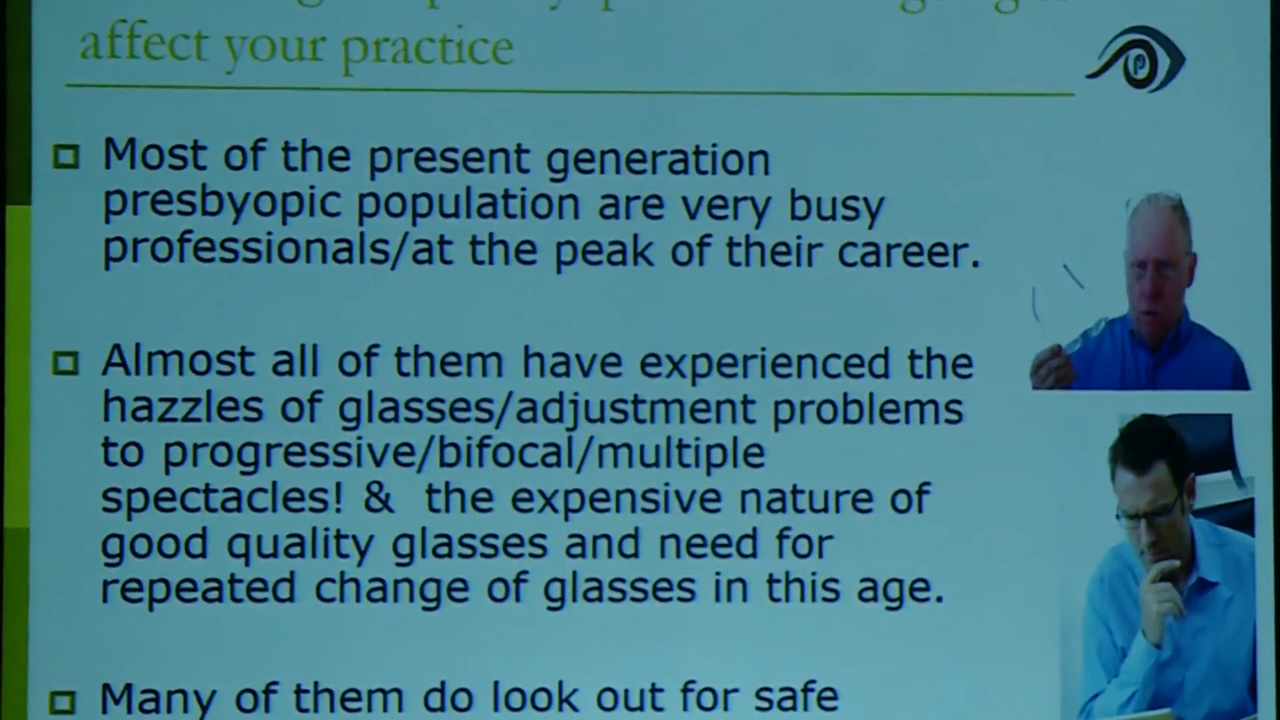 affect your practice
Most of the present generation
presbyopic population are very busy
professionals/at the peak of their career.
Almost all of them have experienced the
hazzles of glasses/adjustment problems
to progressive/bifocal/multiple
spectacles! & the expensive nature of
good quality glasses and need for
repeated change of glasses in this age.
Many of them do look out for safe